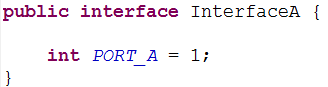 public interface InterfaceA {
int PORT_A = 1;
}